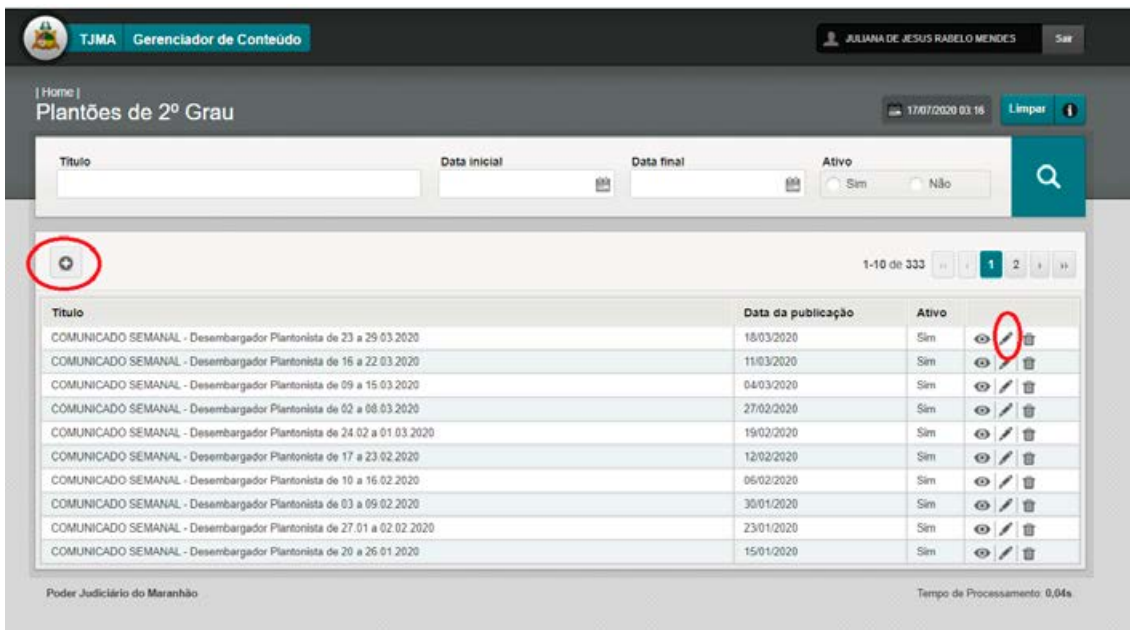 TJMA Gerenciador de Conteúdo
JULIANA DE JESUS RABELO MENDES
Sair
| Home |
Plantões de 2º Grau
17/07/2020 03:16
Limpar
Título Data inicial Data final Ativo
Sim Não
1-10 de 333 « ‹ 1 2 › »
Título Data da publicação Ativo
COMUNICADO SEMANAL - Desembargador Plantonista de 23 a 29.03.2020 18/03/2020 Sim
COMUNICADO SEMANAL - Desembargador Plantonista de 16 a 22.03.2020 11/03/2020 Sim
COMUNICADO SEMANAL - Desembargador Plantonista de 09 a 15.03.2020 04/03/2020 Sim
COMUNICADO SEMANAL - Desembargador Plantonista de 02 a 08.03.2020 27/02/2020 Sim
COMUNICADO SEMANAL - Desembargador Plantonista de 24.02 a 01.03.2020 19/02/2020 Sim
COMUNICADO SEMANAL - Desembargador Plantonista de 17 a 23.02.2020 12/02/2020 Sim
COMUNICADO SEMANAL - Desembargador Plantonista de 10 a 16.02.2020 06/02/2020 Sim
COMUNICADO SEMANAL - Desembargador Plantonista de 03 a 09.02.2020 30/01/2020 Sim
COMUNICADO SEMANAL - Desembargador Plantonista de 27.01 a 02.02.2020 23/01/2020 Sim
COMUNICADO SEMANAL - Desembargador Plantonista de 20 a 26.01.2020 15/01/2020 Sim
Poder Judiciário do Maranhão Tempo de Processamento: 0,04s